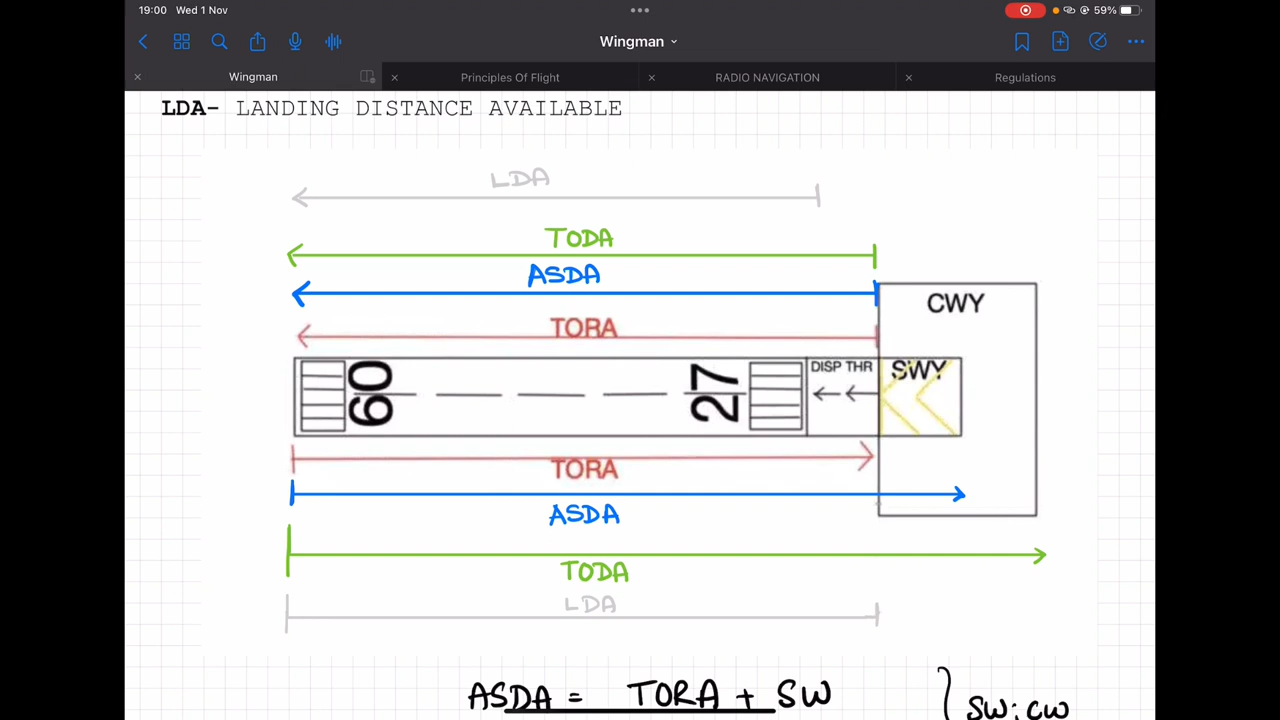 19:00 Wed 1 Nov
59%
Wingman
Wingman
Principles Of Flight
RADIO NAVIGATION
Regulations
LDA- LANDING DISTANCE AVAILABLE
LDA
TODA
ASDA
CWY
TORA
09 27 DISP THR SWY
TORA
ASDA
TODA
LDA
ASDA = TORA + SW
SW; CW